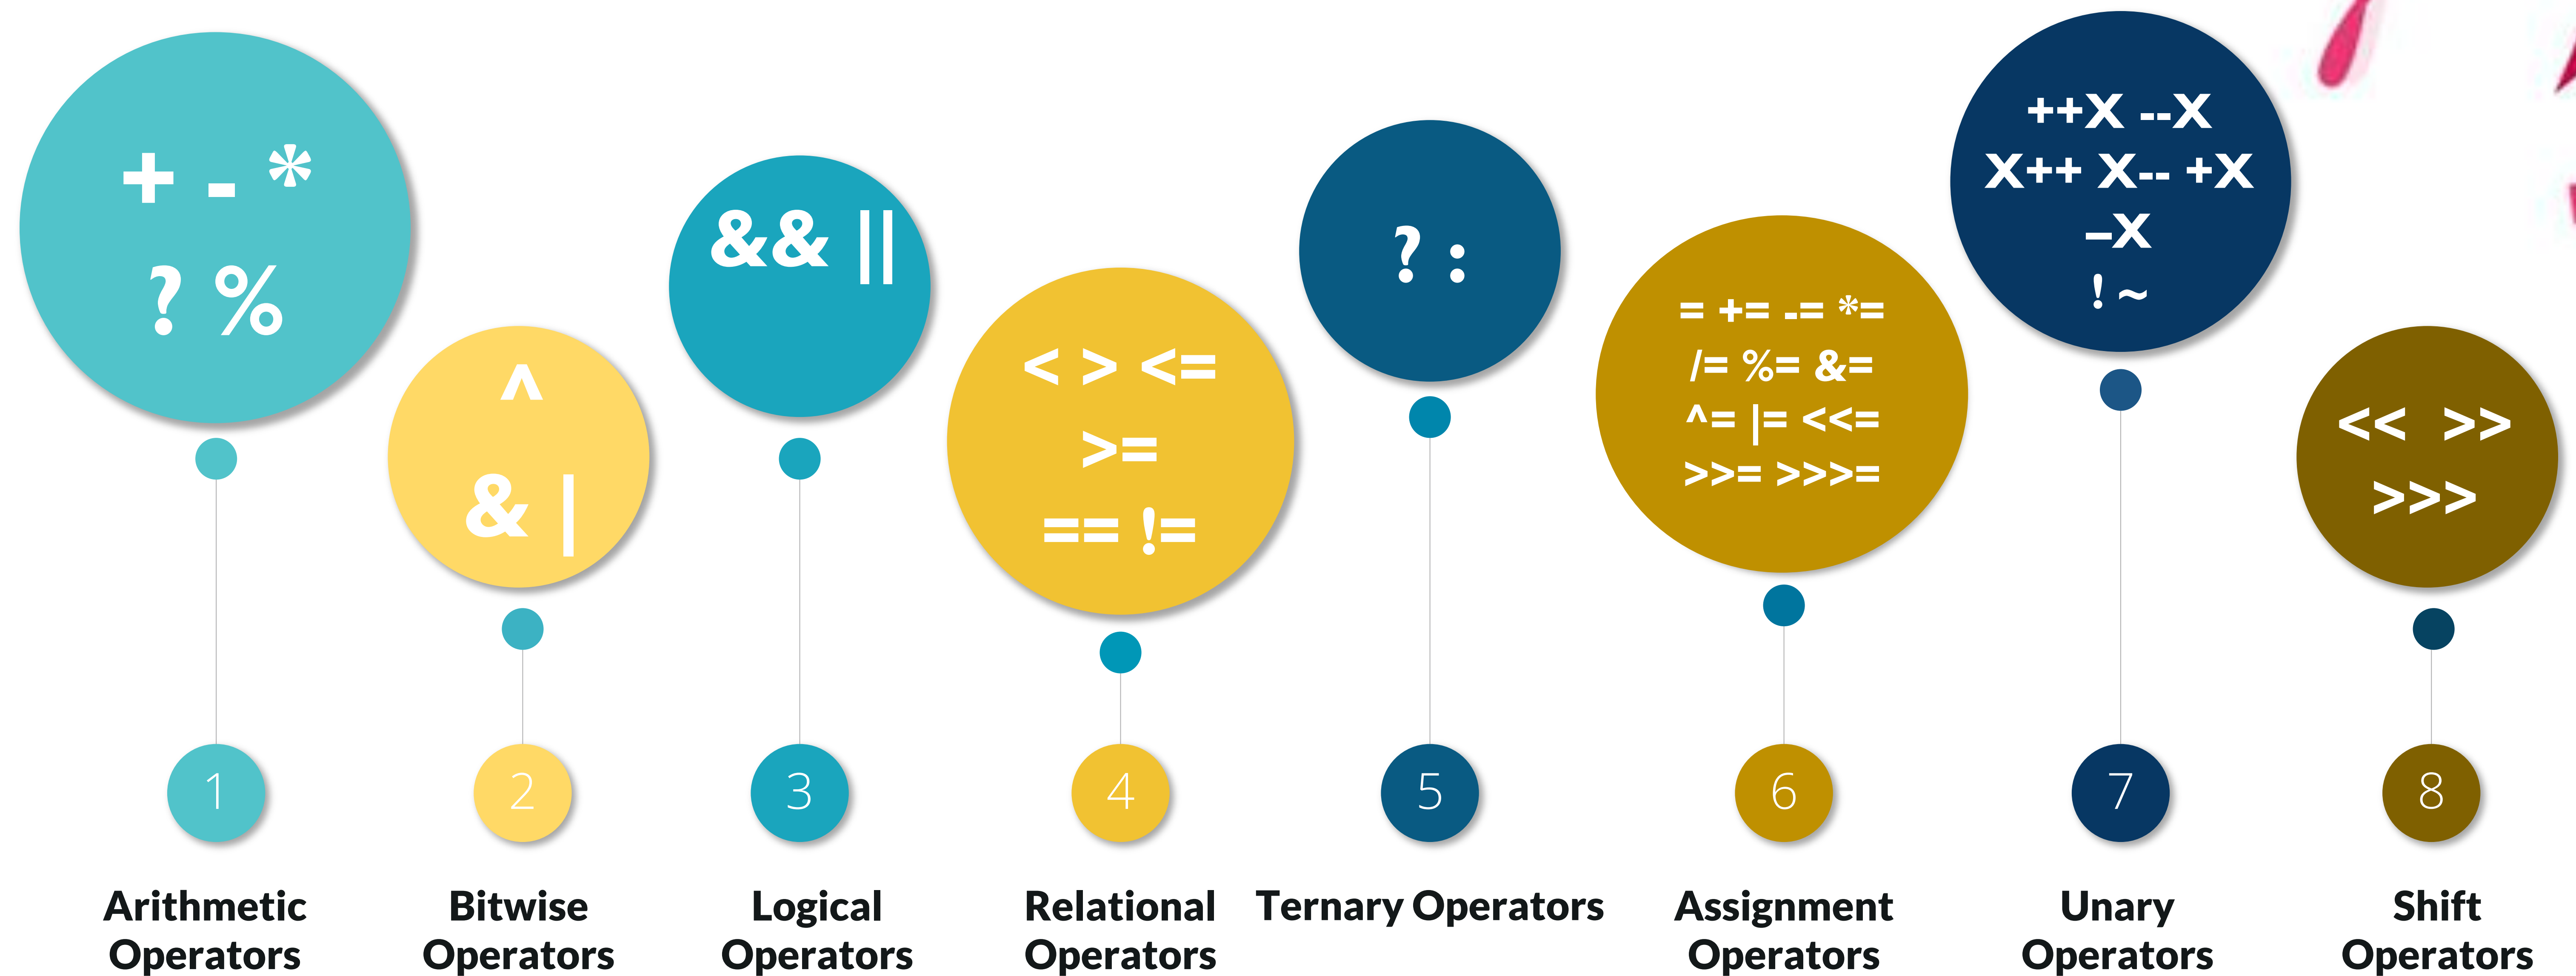 + - *
? %
^
& |
&& ||
< > <=
>=
== !=
? :
= += -= *=
/= %= &=
^= |= <<=
>>= >>>=
++X --X
X++ X-- +X
–X
! ~
<< >>
>>>
1
2
3
4
5
6
7
8
Arithmetic
Operators
Bitwise
Operators
Logical
Operators
Relational
Operators
Ternary Operators
Assignment
Operators
Unary
Operators
Shift
Operators